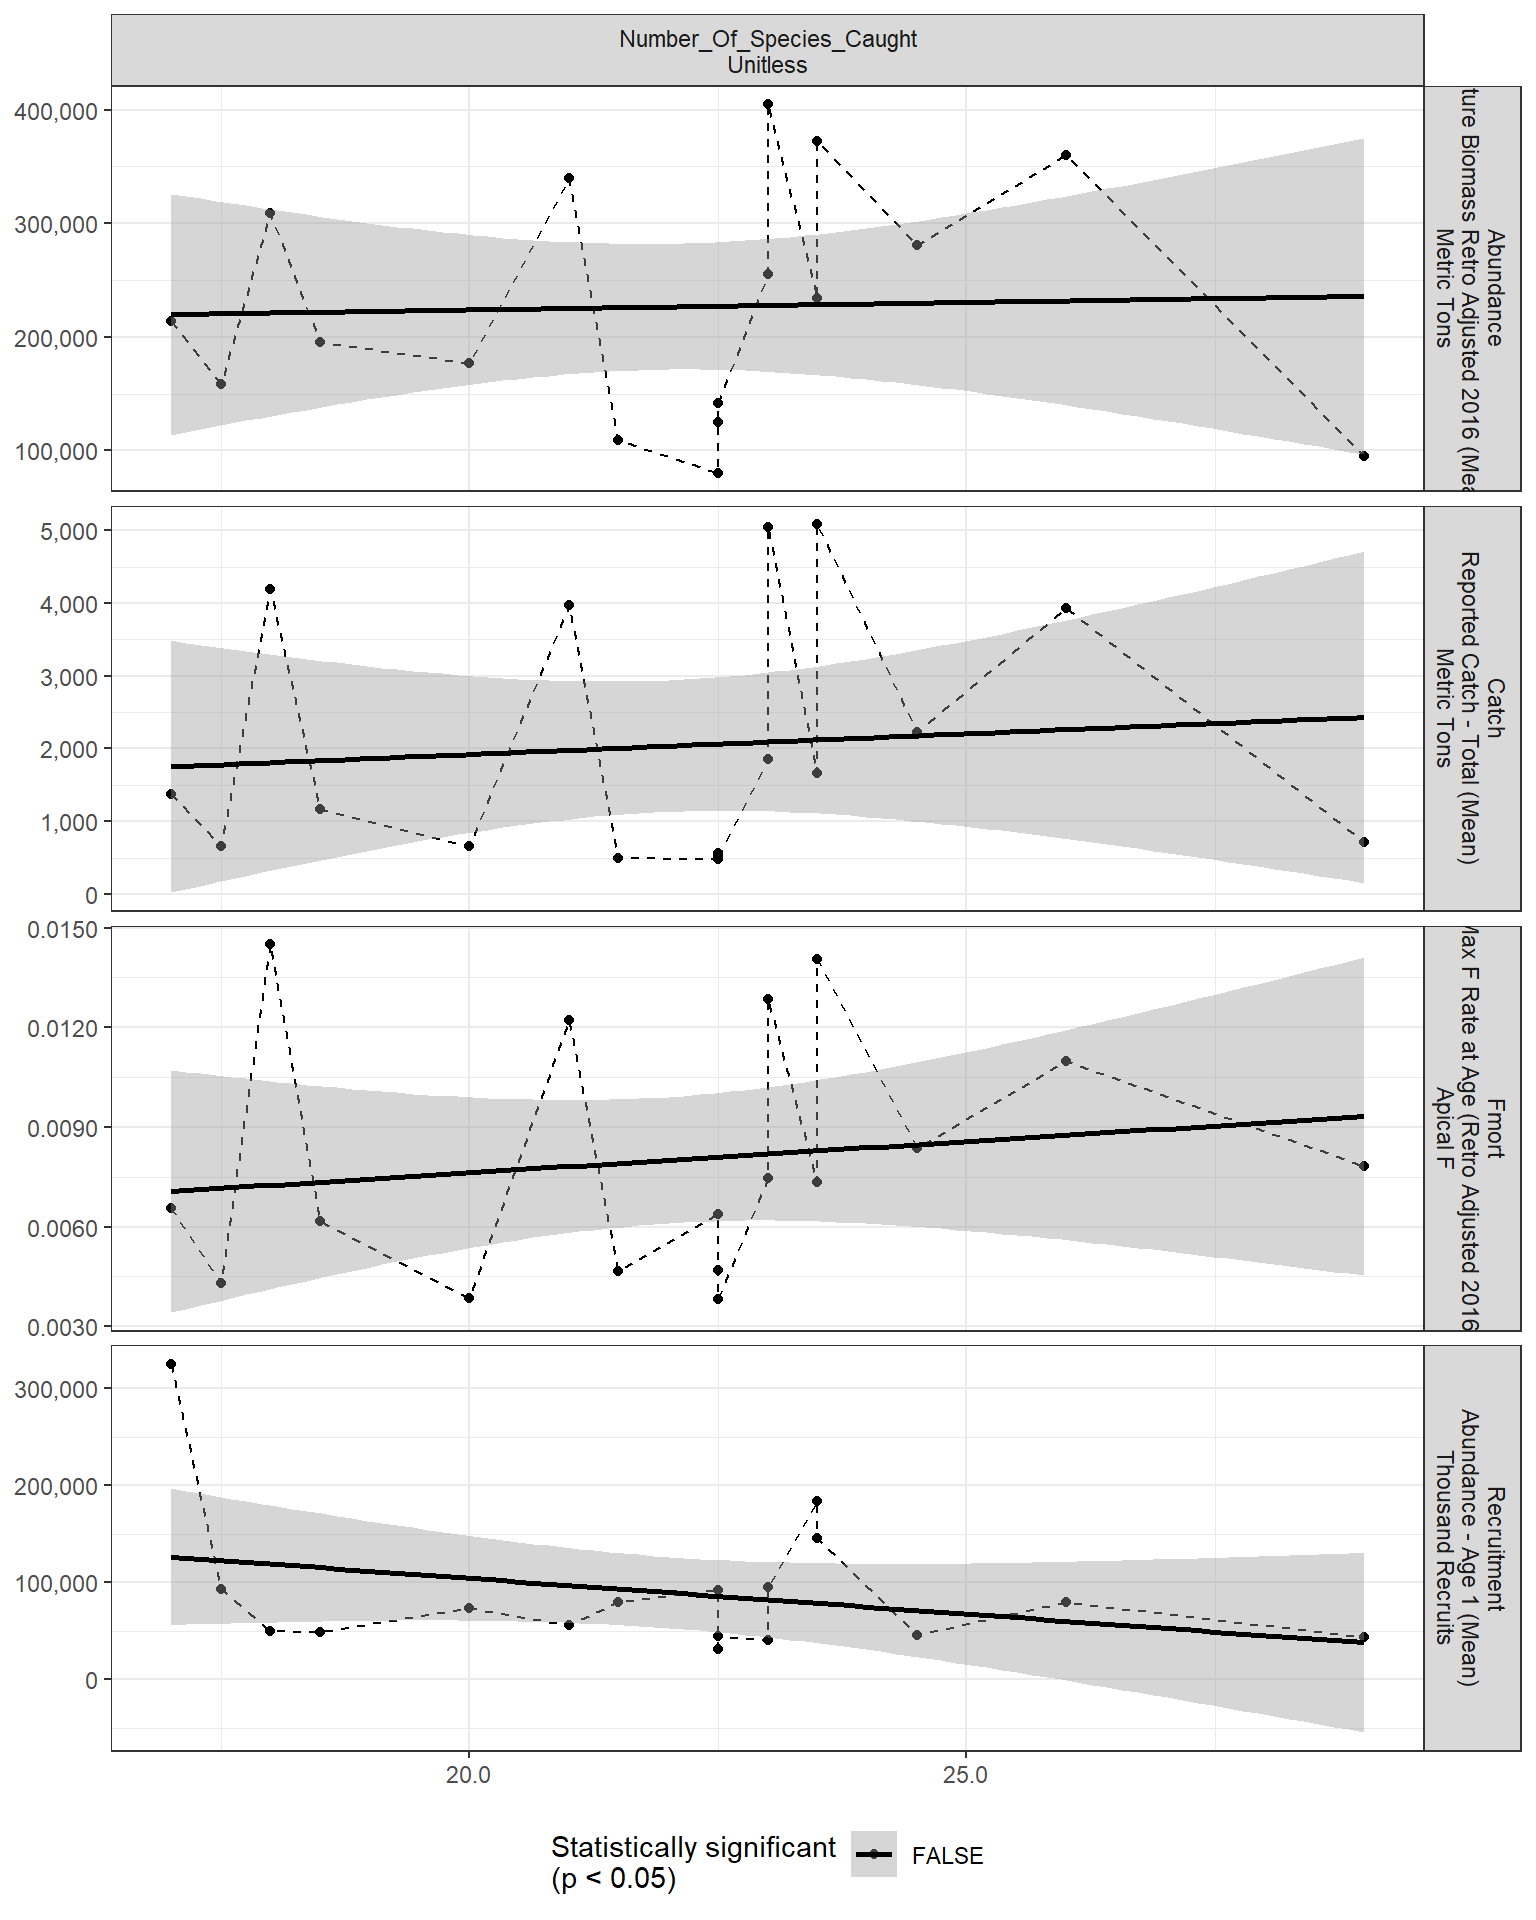 Number_Of_Species_Caught
Unitless
400,000
300,000
200,000
100,000
Abundance
Biomass Retro Adjusted 2016
Metric Tons
5,000
4,000
3,000
2,000
1,000
0
Catch
Reported Catch - Total (Mean)
Metric Tons
0.0150
0.0120
0.0090
0.0060
0.0030
Fmort
F Rate at Age (Retro Adjusted 2016
Apical F
300,000
200,000
100,000
0
Recruitment
Abundance - Age 1 (Mean)
Thousand Recruits
20.0
25.0
Statistically significant
(p < 0.05)
FALSE